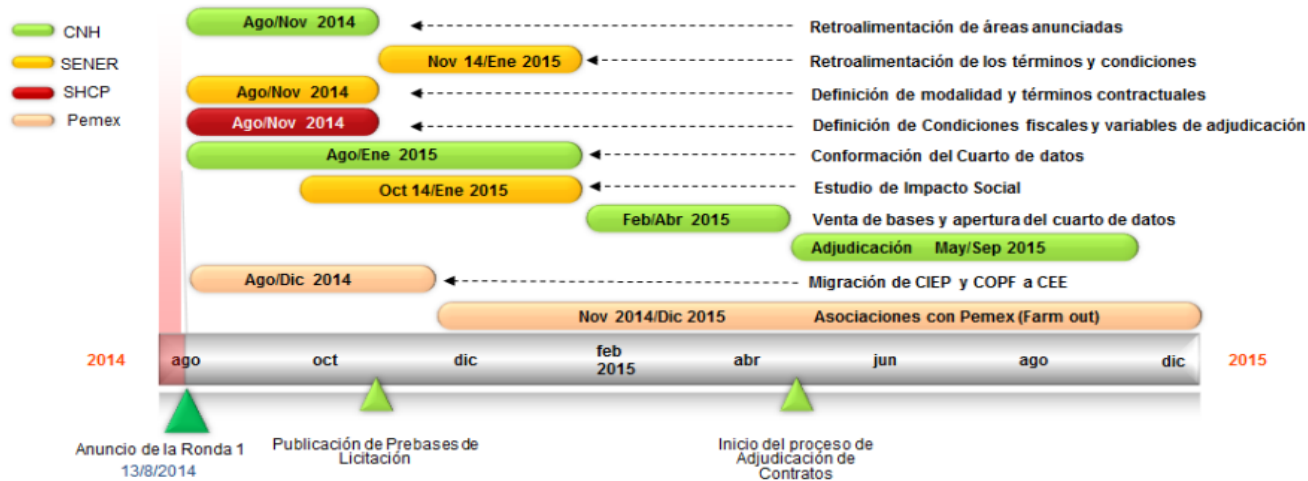 CNH
SENER
SHCP
Pemex
Ago/Nov 2014
Retroalimentación de áreas anunciadas
Nov 14/Ene 2015
Retroalimentación de los términos y condiciones
Ago/Nov 2014
Definición de modalidad y términos contractuales
Ago/Nov 2014
Definición de Condiciones fiscales y variables de adjudicación
Ago/Ene 2015
Conformación del Cuarto de datos
Oct 14/Ene 2015
Estudio de Impacto Social
Feb/Abr 2015
Venta de bases y apertura del cuarto de datos
Adjudicación May/Sep 2015
Ago/Dic 2014
Migración de CIEP y COPF a CEE
Nov 2014/Dic 2015
Asociaciones con Pemex (Farm out)
2014
ago
oct
dic
feb
2015
abr
jun
ago
dic
2015
Anuncio de la Ronda 1
13/8/2014
Publicación de Prebases de
Licitación
Inicio del proceso de
Adjudicación de
Contratos